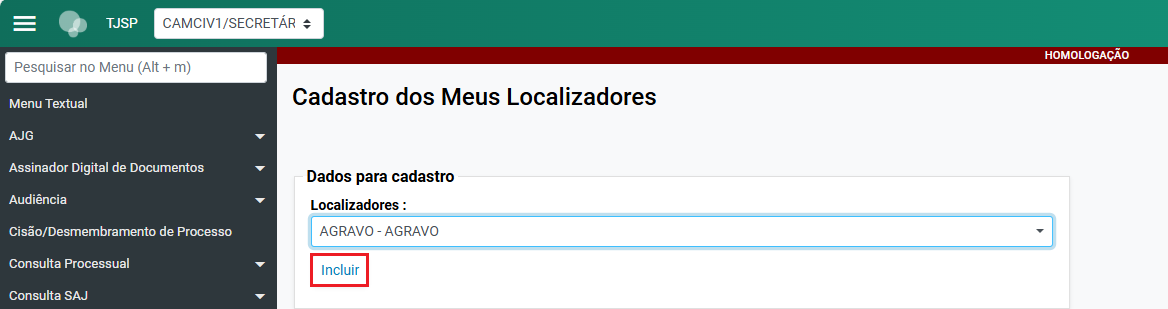 TJSP
CAMCIV1/SECRETÁR
Pesquisar no Menu (Alt + m)
HOMOLOGAÇÃO
Menu Textual
AJG
Assinador Digital de Documentos
Audiência
Cisão/Desmembramento de Processo
Consulta Processual
Consulta SAJ
Cadastro dos Meus Localizadores
Dados para cadastro
Localizadores :
AGRAVO - AGRAVO
Incluir